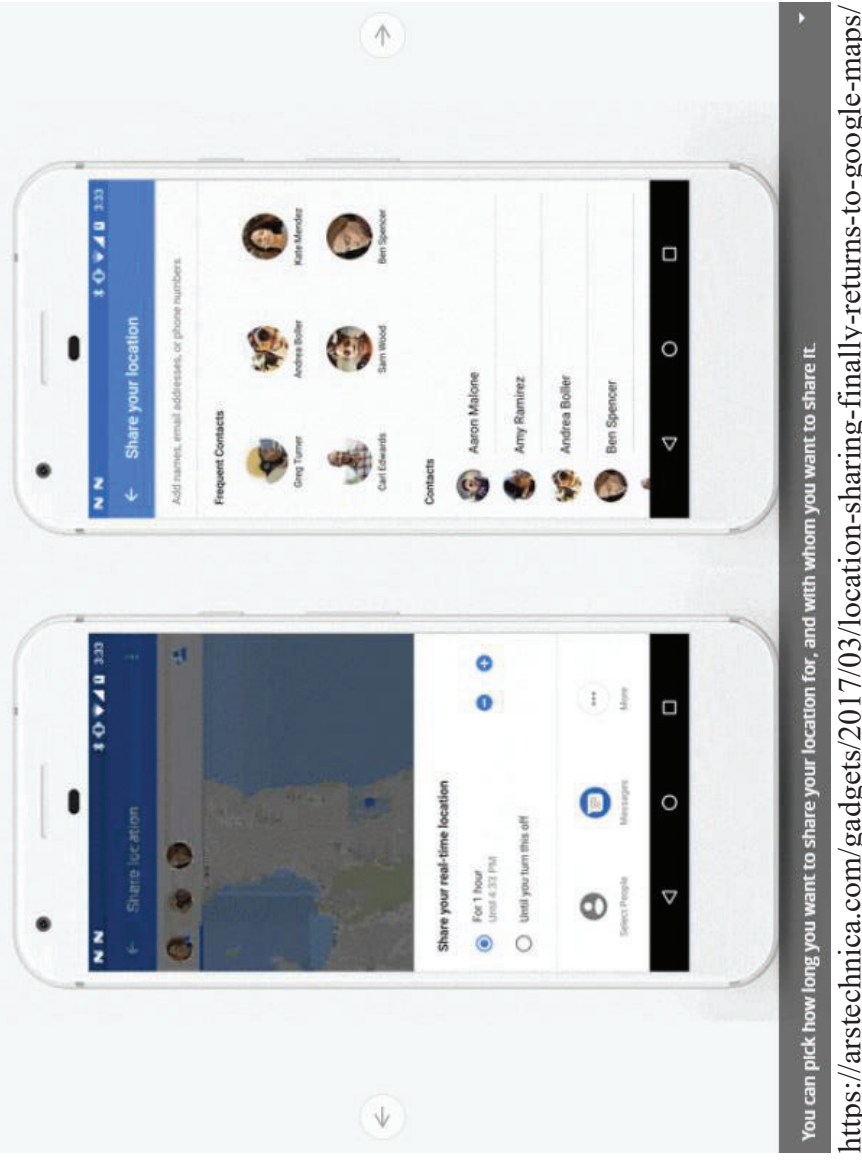 N N 3:33
Share location
Share your real-time location
For 1 hour
Until 4:33 PM
Until you turn this off
Select People
Messages
More
N N 3:33
Share your location
Add names, email addresses, or phone numbers
Frequent Contacts
Greg Turner
Andrea Boller
Kate Mendez
Carl Edwards
Sam Wood
Ben Spencer
Contacts
Aaron Malone
Amy Ramirez
Andrea Boller
Ben Spencer
You can pick how long you want to share your location for, and with whom you want to share it.
https://arstechnica.com/gadgets/2017/03/location-sharing-finally-returns-to-google-maps/